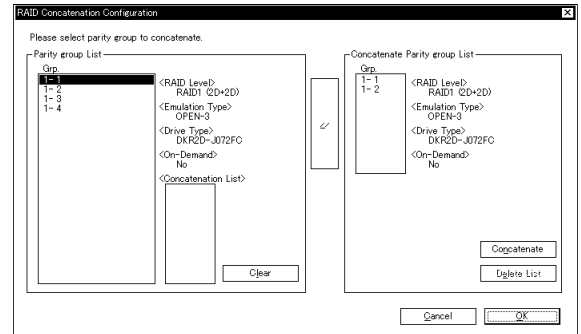 RAID Concatenation Configuration
Please select parity group to concatenate.
Parity group List
Grp.
1- 1
1- 2
1- 3
1- 4
<RAID Level>
RAID1 (2D+2D)
<Emulation Type>
OPEN-3
<Drive Type>
DKR2D-J072FC
<On-Demand>
No
<Concatenation List>
Clear
Concatenate Parity group List
Grp.
1- 1
1- 2
<RAID Level>
RAID1 (2D+2D)
<Emulation Type>
OPEN-3
<Drive Type>
DKR2D-J072FC
<On-Demand>
No
Concatenate
Delete List
Cancel
OK